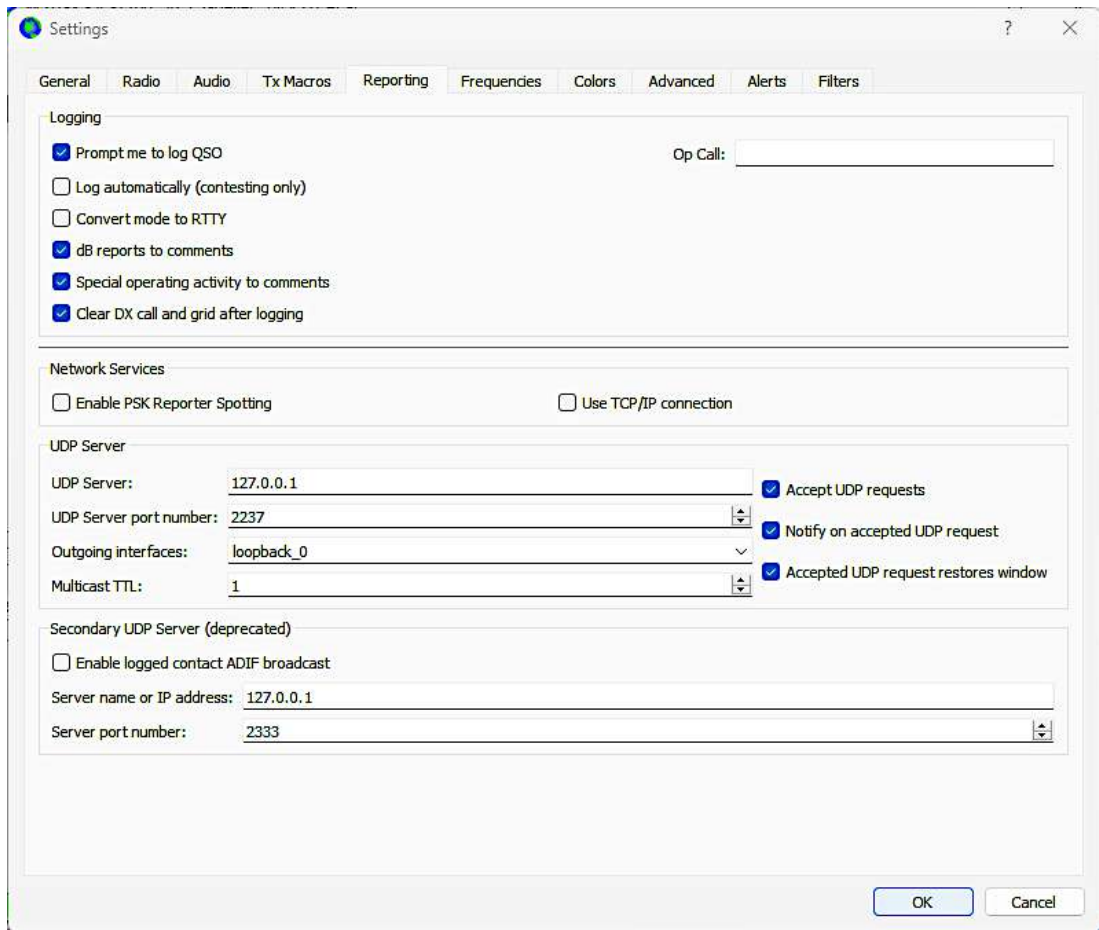 Settings
General Radio Audio Tx Macros Reporting Frequencies Colors Advanced Alerts Filters
Logging
Prompt me to log QSO
Op Call:
Log automatically (contesting only)
Convert mode to RTTY
dB reports to comments
Special operating activity to comments
Clear DX call and grid after logging
Network Services
Enable PSK Reporter Spotting
Use TCP/IP connection
UDP Server
UDP Server: 127.0.0.1
Accept UDP requests
UDP Server port number: 2237
Notify on accepted UDP request
Outgoing interfaces: loopback_0
Accepted UDP request restores window
Multicast TTL: 1
Secondary UDP Server (deprecated)
Enable logged contact ADIF broadcast
Server name or IP address: 127.0.0.1
Server port number: 2333
OK Cancel